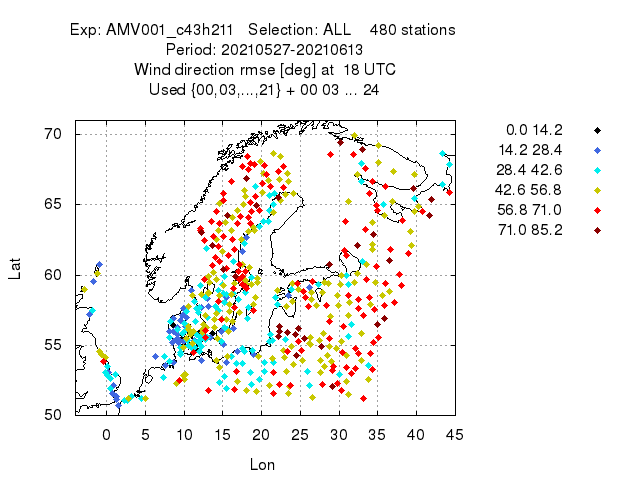 Exp: AMV001_c43h211   Selection: ALL    480 stations
Period: 20210527-20210613
Wind direction rmse [deg] at  18 UTC
Used {00,03,...,21} + 00 03 ... 24
70
65
60
55
50
Lat
0 5 10 15 20 25 30 35 40 45
Lon
0.0 14.2
14.2 28.4
28.4 42.6
42.6 56.8
56.8 71.0
71.0 85.2